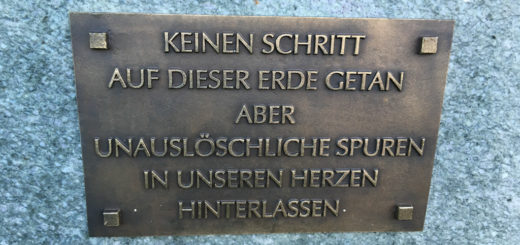 KEINEN SCHRITT
AUF DIESER ERDE GETAN
ABER
UNAUSLÖSCHLICHE SPUREN
IN UNSEREN HERZEN
HINTERLASSEN.